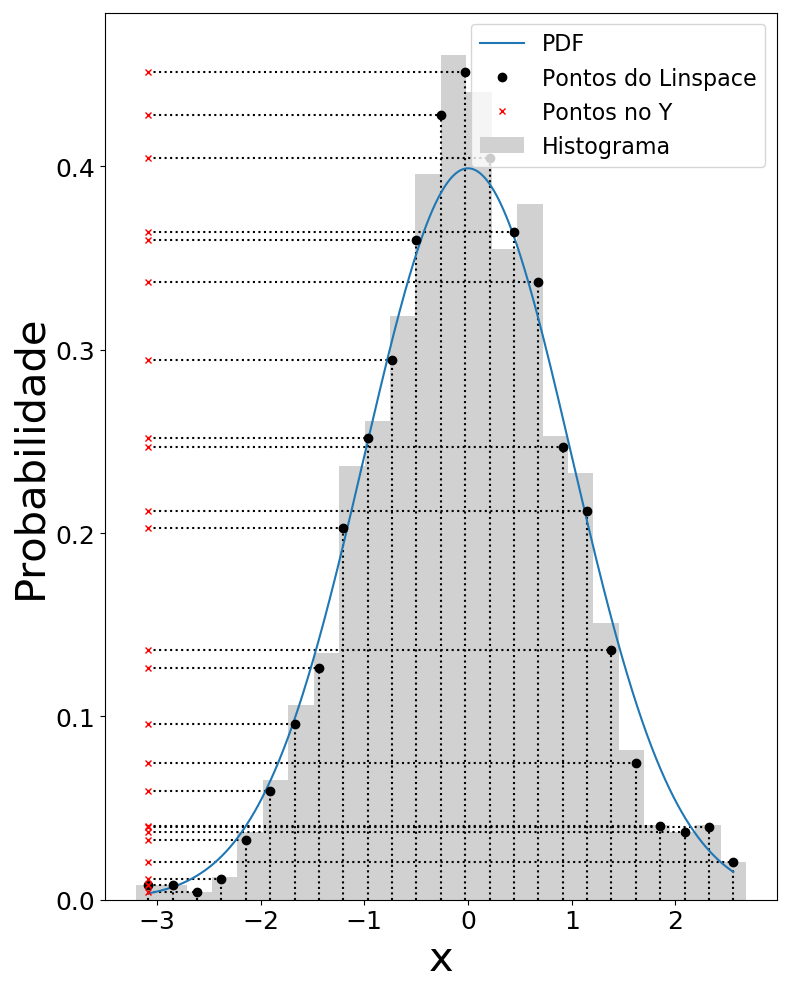 PDF
Pontos do Linspace
Pontos no Y
Histograma
0.4
0.3
0.2
0.1
0.0
Probabilidade
−3
−2
−1
0
1
2
x